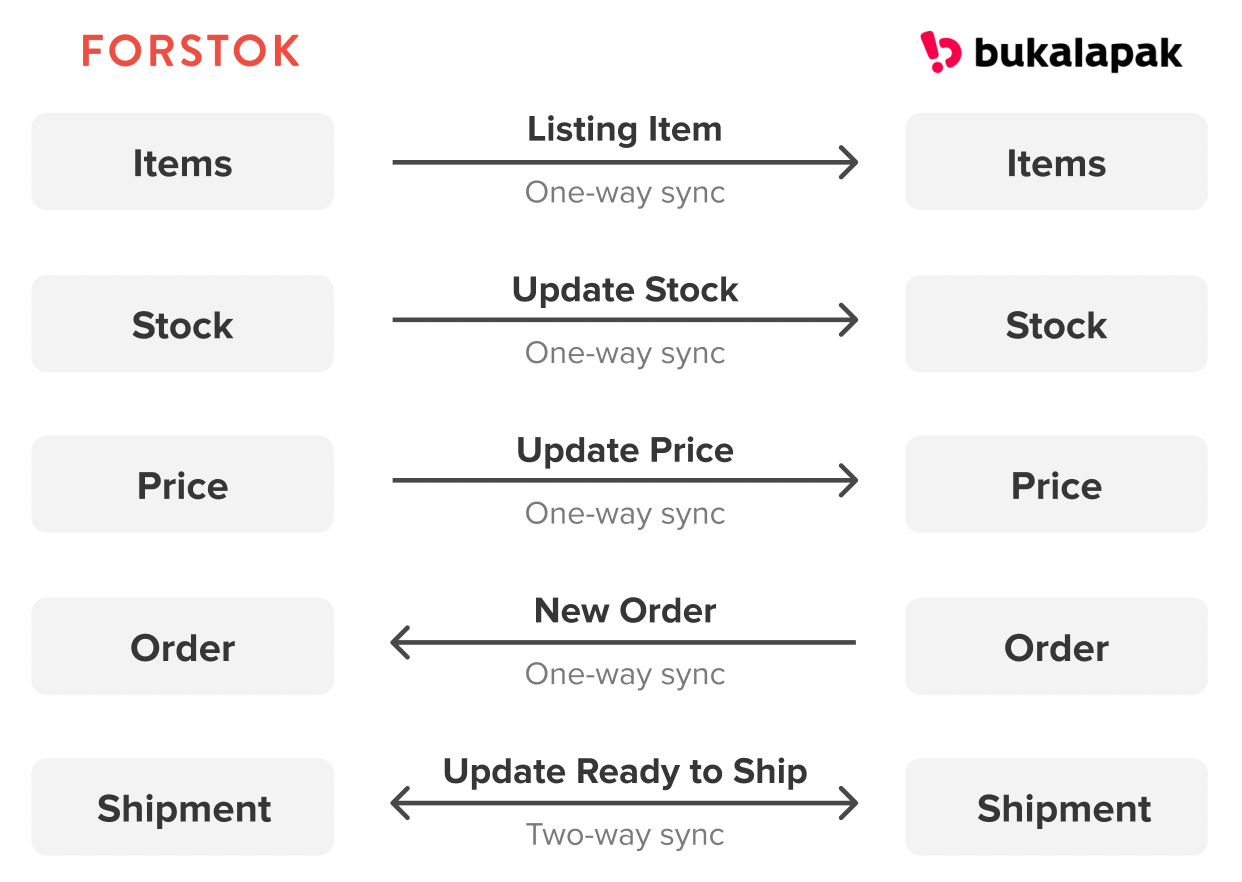 FORSTOK
bukalapak
Listing Item
Items
Items
One-way sync
Update Stock
Stock
Stock
One-way sync
Update Price
Price
Price
One-way sync
New Order
Order
Order
One-way sync
Update Ready to Ship
Shipment
Shipment
Two-way sync